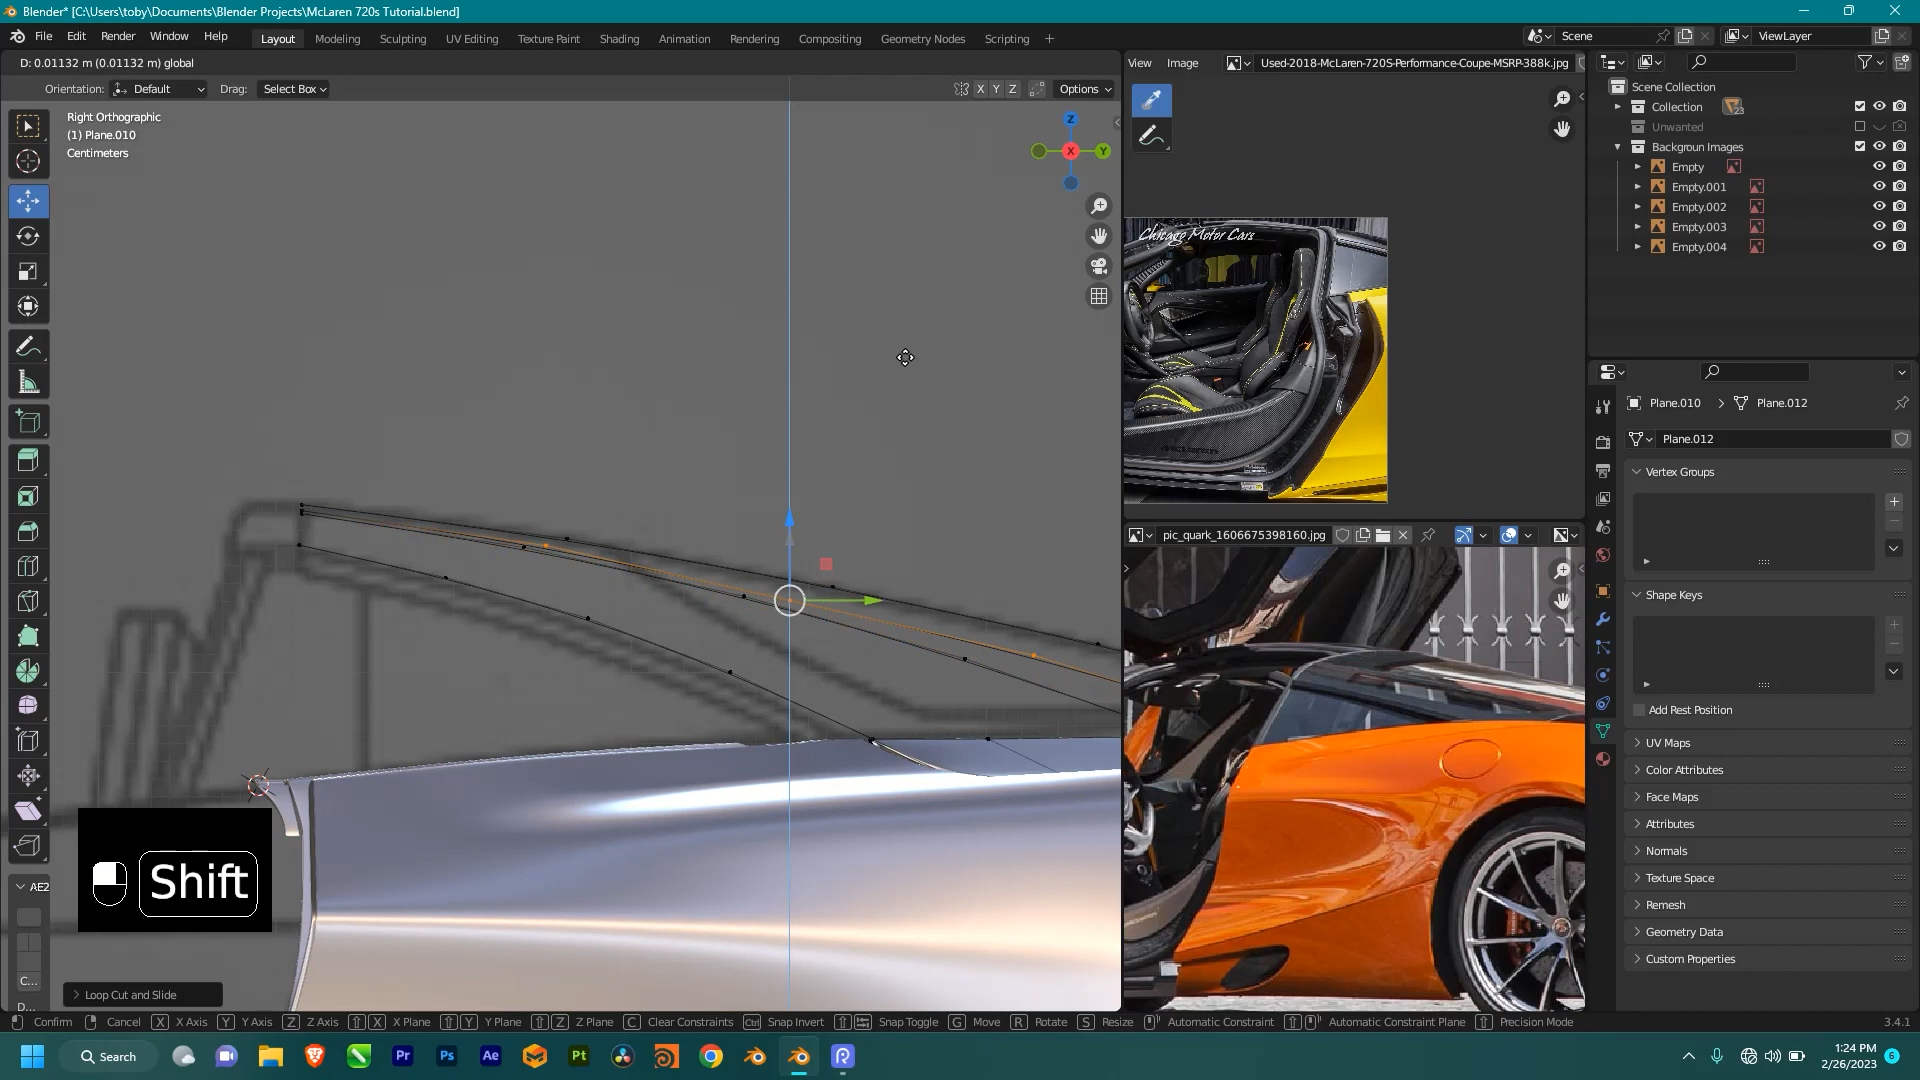 Blender* [C:\Users\toby\Documents\Blender Projects\McLaren 720s Tutorial.blend]
File Edit Render Window Help Layout Modeling Sculpting UV Editing Texture Paint Shading Animation Rendering Compositing Geometry Nodes Scripting +
Scene
ViewLayer
D: 0.01132 m (0.01132 m) global
View Image Used-2018-McLaren-720S-Performance-Coupe-MSRP-388k.jpg
Orientation: Default Drag: Select Box X Y Z Options
Right Orthographic
(1) Plane.010
Centimeters
Z
X
Y
Chicago Motor Cars
Scene Collection
Collection 23
Unwanted
Backgroun Images
Empty
Empty.001
Empty.002
Empty.003
Empty.004
Plane.010 > Plane.012
Plane.012
Vertex Groups
pic_quark_1606675398160.jpg
Shape Keys
Add Rest Position
UV Maps
Color Attributes
Face Maps
Attributes
Normals
Texture Space
Remesh
Geometry Data
Custom Properties
Shift
AE2
C...
D...
Loop Cut and Slide
Confirm Cancel X X Axis Y Y Axis Z Z Axis X X Plane Y Y Plane Z Z Plane C Clear Constraints Ctrl Snap Invert Snap Toggle G Move R Rotate S Resize Automatic Constraint Automatic Constraint Plane Precision Mode 3.4.1
Search
Pr Ps Ae Pt
1:24 PM
2/26/2023
6